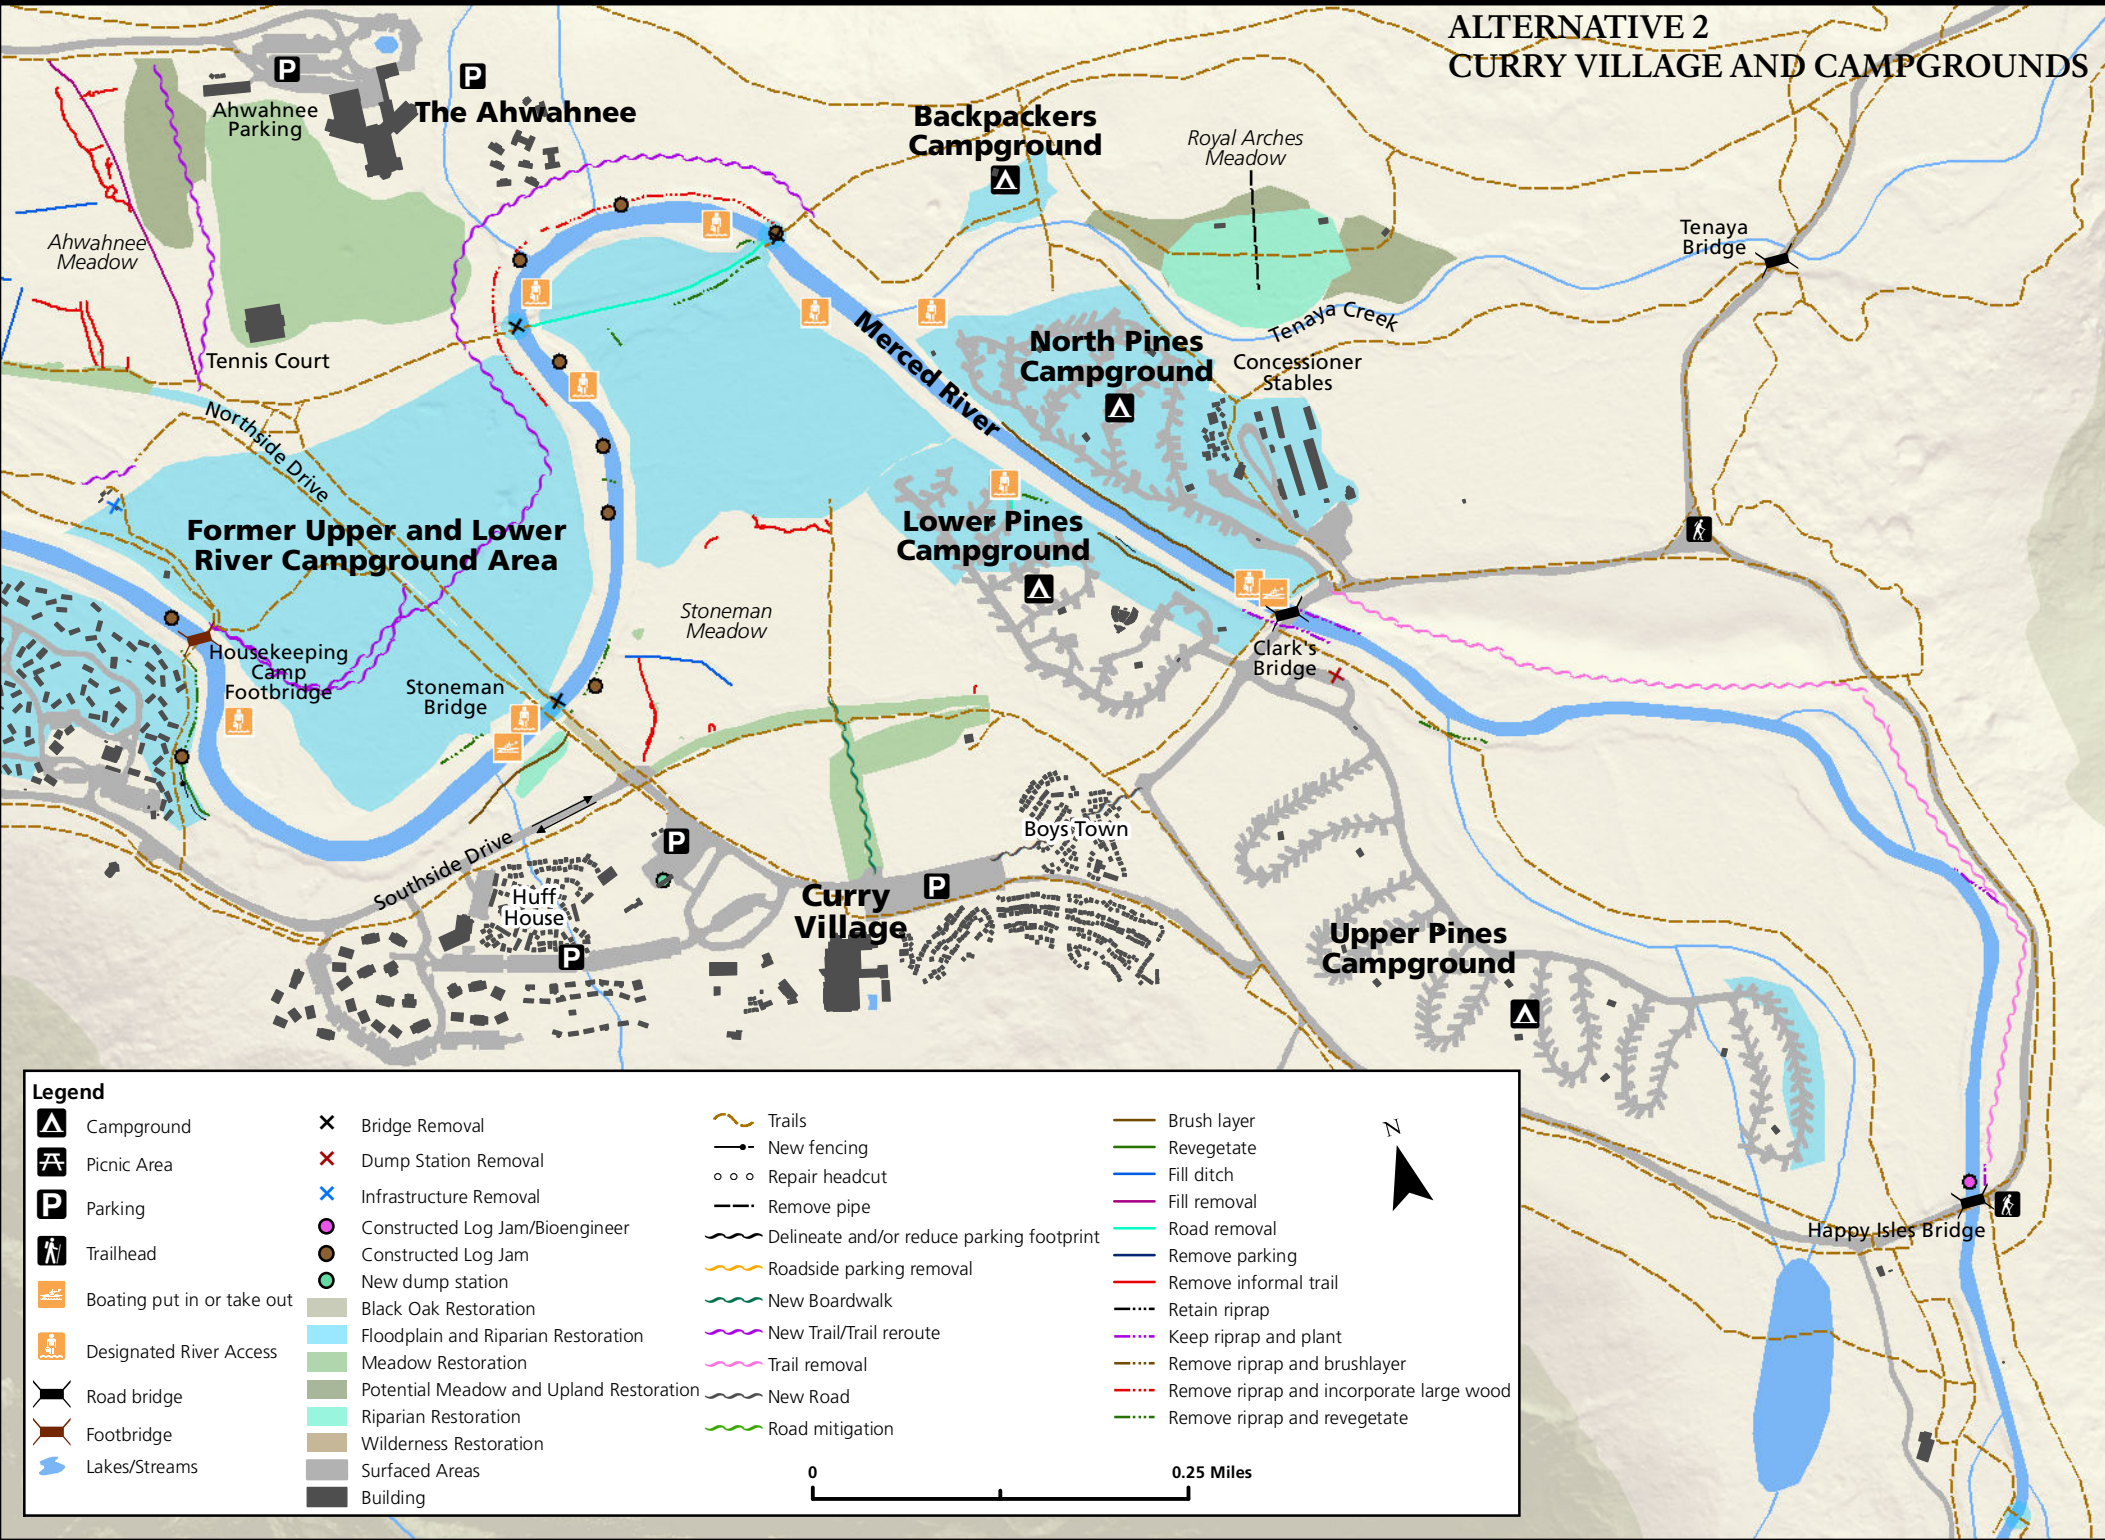 ALTERNATIVE 2
CURRY VILLAGE AND CAMPGROUNDS
P
P
Ahwahnee
Parking
The Ahwahnee
Backpackers
Campground
Royal Arches
Meadow
Tenaya
Bridge
Ahwahnee
Meadow
Tennis Court
Northside Drive
Merced River
North Pines
Campground
Tenaya Creek
Concessioner
Stables
Former Upper and Lower
River Campground Area
Lower Pines
Campground
Stoneman
Meadow
Housekeeping
Camp
Footbridge
Stoneman
Bridge
Clark's
Bridge
Southside Drive
P
Boys Town
Huff
House
P
Curry
Village
P
Upper Pines
Campground
Happy Isles Bridge
Legend
Campground
Picnic Area
P Parking
Trailhead
Boating put in or take out
Designated River Access
Road bridge
Footbridge
Lakes/Streams
Bridge Removal
Dump Station Removal
Infrastructure Removal
Constructed Log Jam/Bioengineer
Constructed Log Jam
New dump station
Black Oak Restoration
Floodplain and Riparian Restoration
Meadow Restoration
Potential Meadow and Upland Restoration
Riparian Restoration
Wilderness Restoration
Surfaced Areas
Building
Trails
New fencing
Repair headcut
Remove pipe
Delineate and/or reduce parking footprint
Roadside parking removal
New Boardwalk
New Trail/Trail reroute
Trail removal
New Road
Road mitigation
Brush layer
Revegetate
Fill ditch
Fill removal
Road removal
Remove parking
Remove informal trail
Retain riprap
Keep riprap and plant
Remove riprap and brushlayer
Remove riprap and incorporate large wood
Remove riprap and revegetate
N
0 0.25 Miles